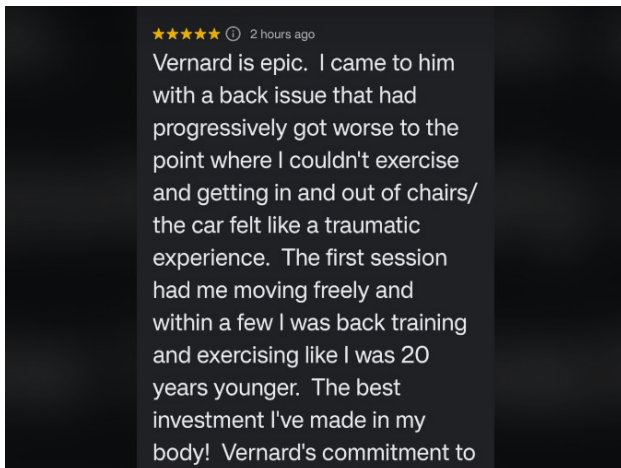 2 hours ago
Vernard is epic.  I came to him
with a back issue that had
progressively got worse to the
point where I couldn't exercise
and getting in and out of chairs/
the car felt like a traumatic
experience.  The first session
had me moving freely and
within a few I was back training
and exercising like I was 20
years younger.  The best
investment I've made in my
body!  Vernard's commitment to